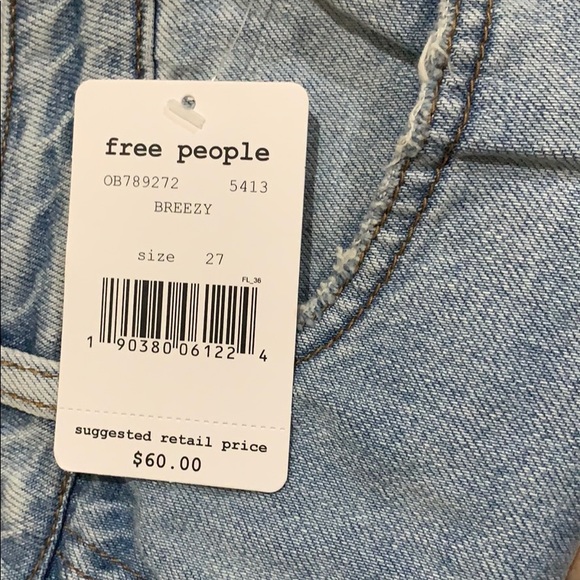 free people
OB789272 5413
BREEZY
size 27
FL_36
1 90380 06122 4
suggested retail price
$60.00